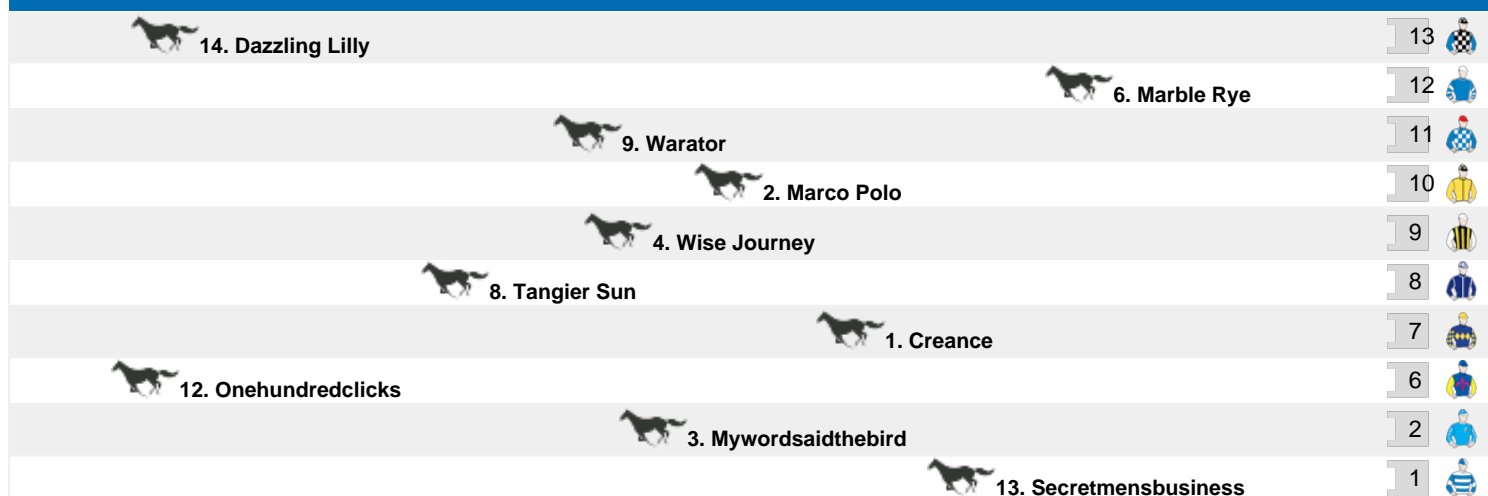 14. Dazzling Lilly 13
6. Marble Rye 12
9. Warator 11
2. Marco Polo 10
4. Wise Journey 9
8. Tangier Sun 8
1. Creance 7
12. Onehundredclicks 6
3. Mywordsaidthebird 2
13. Secretmensbusiness 1